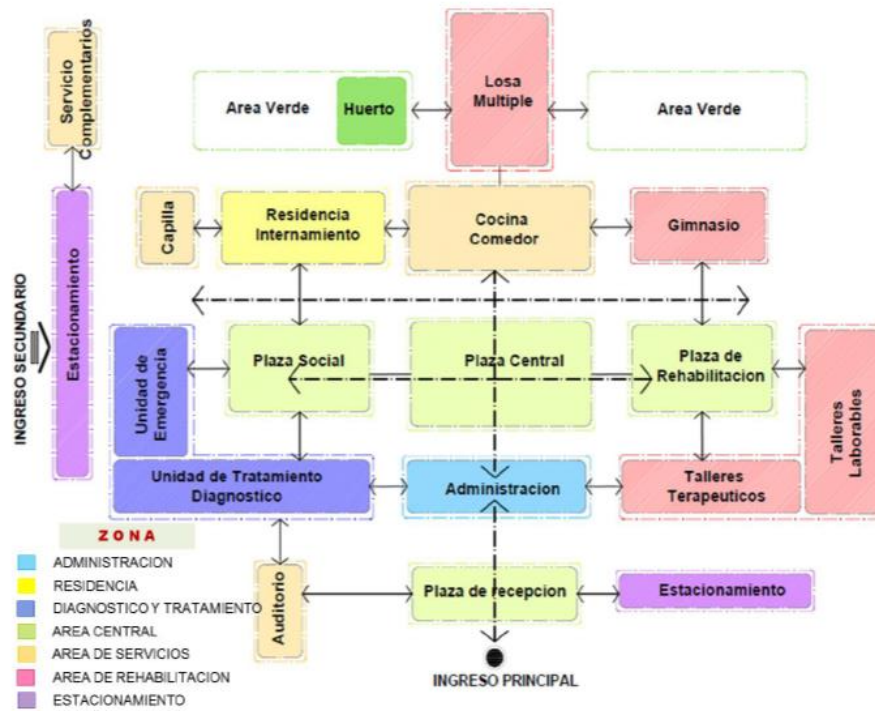 Servicio
Complementarios
Area Verde
Huerto
Losa
Multiple
Area Verde
Capilla
Residencia
Internamiento
Cocina
Comedor
Gimnasio
INGRESO SECUNDARIO
Estacionamiento
Unidad de
Emergencia
Plaza Social
Plaza Central
Plaza de
Rehabilitacion
Talleres
Laborables
Unidad de Tratamiento
Diagnostico
Administracion
Talleres
Terapeuticos
Auditorio
Plaza de recepcion
Estacionamiento
INGRESO PRINCIPAL
ZONA
ADMINISTRACION
RESIDENCIA
DIAGNOSTICO Y TRATAMIENTO
AREA CENTRAL
AREA DE SERVICIOS
AREA DE REHABILITACION
ESTACIONAMIENTO